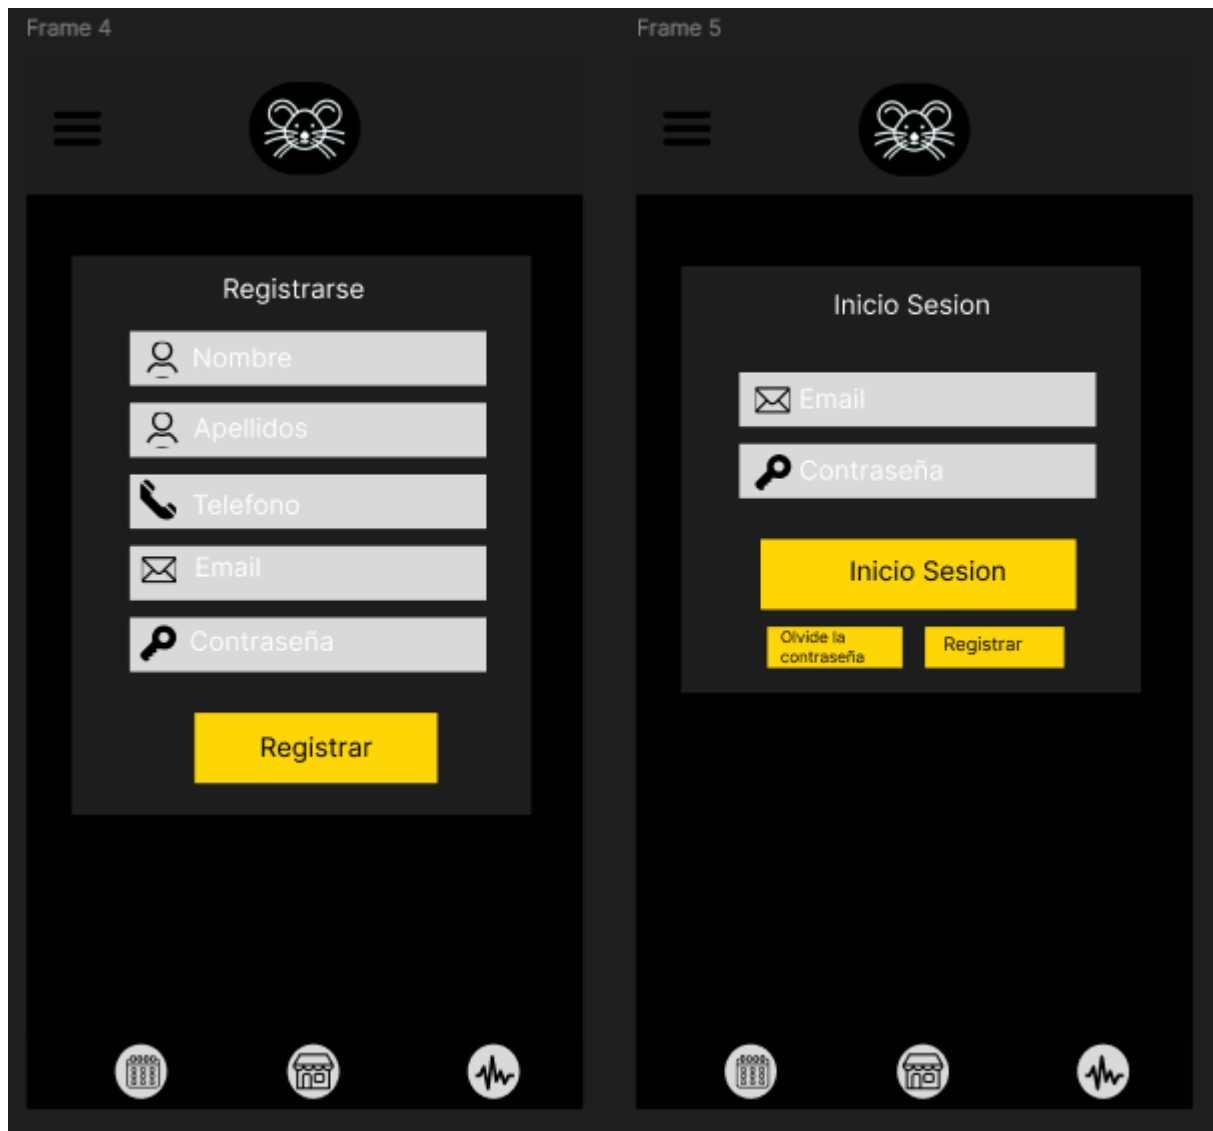 Frame 4
Registrarse
Nombre
Apellidos
Telefono
Email
Contraseña
Registrar
Frame 5
Inicio Sesion
Email
Contraseña
Inicio Sesion
Olvide la
contraseña
Registrar